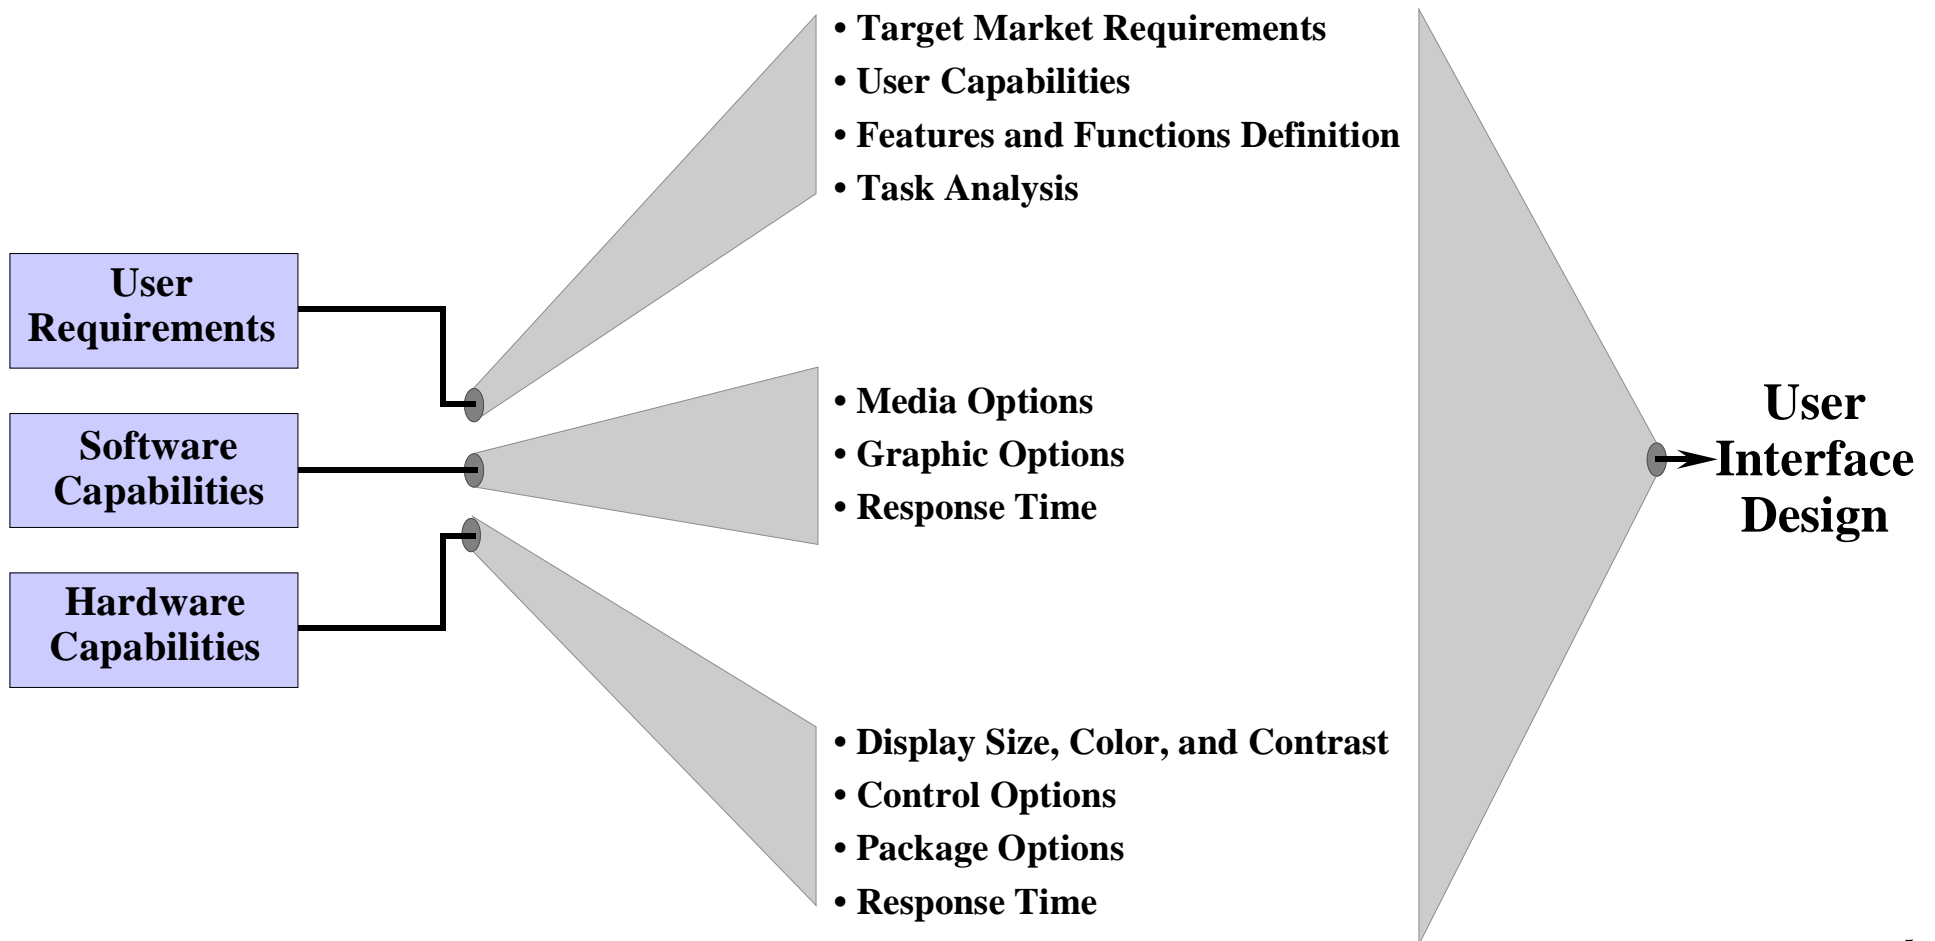 User
Requirements
Software
Capabilities
Hardware
Capabilities
• Target Market Requirements
• User Capabilities
• Features and Functions Definition
• Task Analysis
• Media Options
• Graphic Options
• Response Time
• Display Size, Color, and Contrast
• Control Options
• Package Options
• Response Time
User
Interface
Design